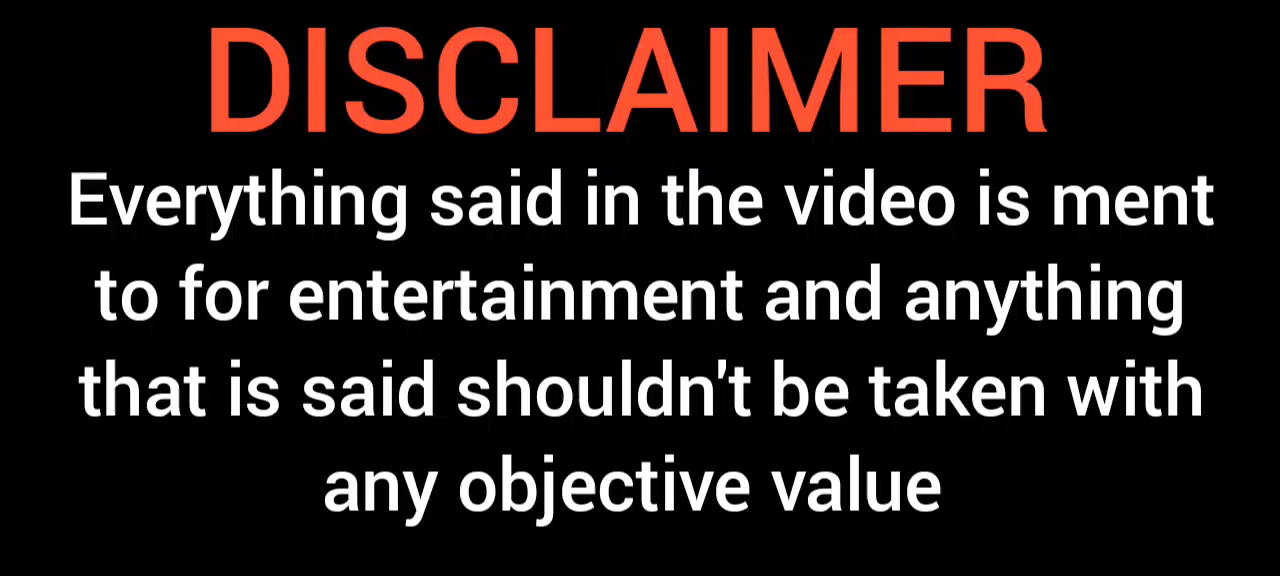 DISCLAIMER
Everything said in the video is ment
to for entertainment and anything
that is said shouldn't be taken with
any objective value